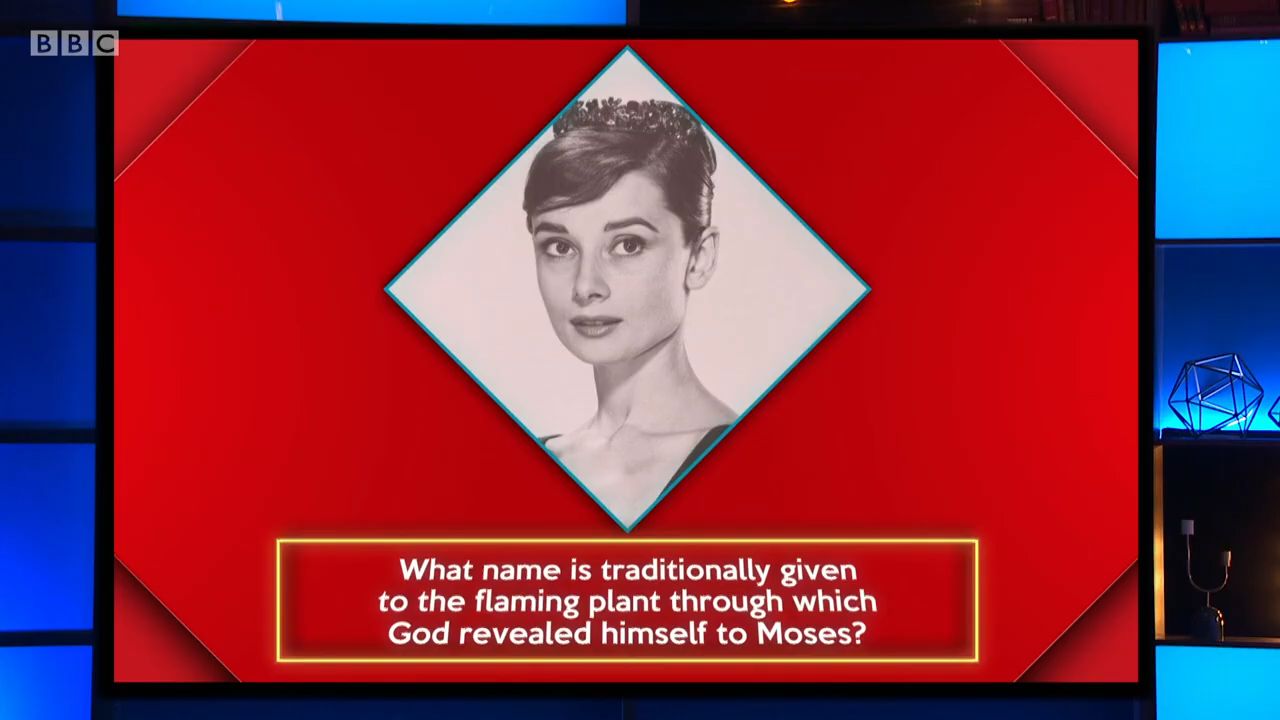 BBC
What name is traditionally given
to the flaming plant through which
God revealed himself to Moses?